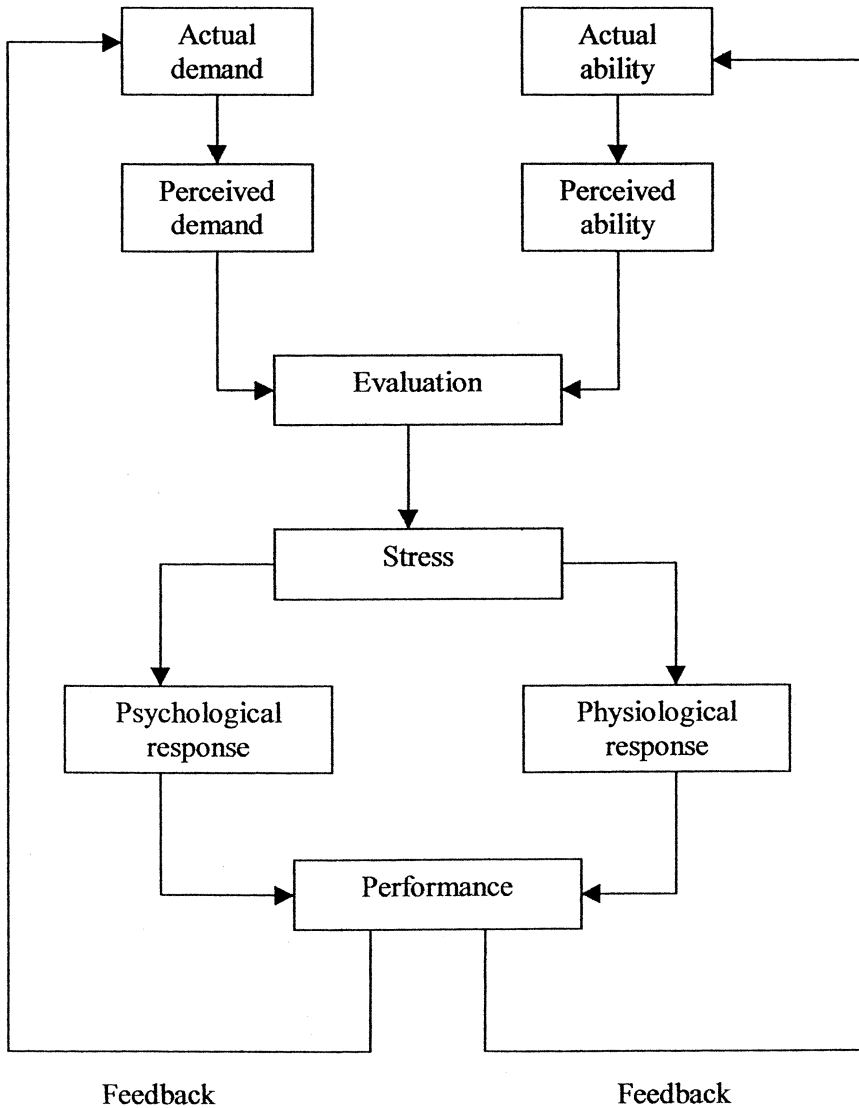 Actual
demand
Actual
ability
Perceived
demand
Perceived
ability
Evaluation
Stress
Psychological
response
Physiological
response
Performance
Feedback
Feedback